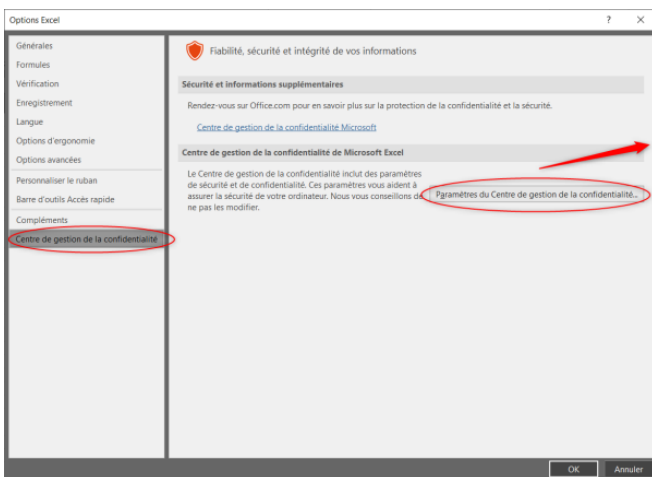 Options Excel
?
Générales
Formules
Vérification
Enregistrement
Langue
Options d'ergonomie
Options avancées
Personnaliser le ruban
Barre d'outils Accès rapide
Compléments
Centre de gestion de la confidentialité
Fiabilité, sécurité et intégrité de vos informations
Sécurité et informations supplémentaires
Rendez-vous sur Office.com pour en savoir plus sur la protection de la confidentialité et la sécurité.
Centre de gestion de la confidentialité Microsoft
Centre de gestion de la confidentialité de Microsoft Excel
Le Centre de gestion de la confidentialité inclut des paramètres
de sécurité et de confidentialité. Ces paramètres vous aident à
assurer la sécurité de votre ordinateur. Nous vous conseillons de
ne pas les modifier.
Paramètres du Centre de gestion de la confidentialité...
OK
Annuler